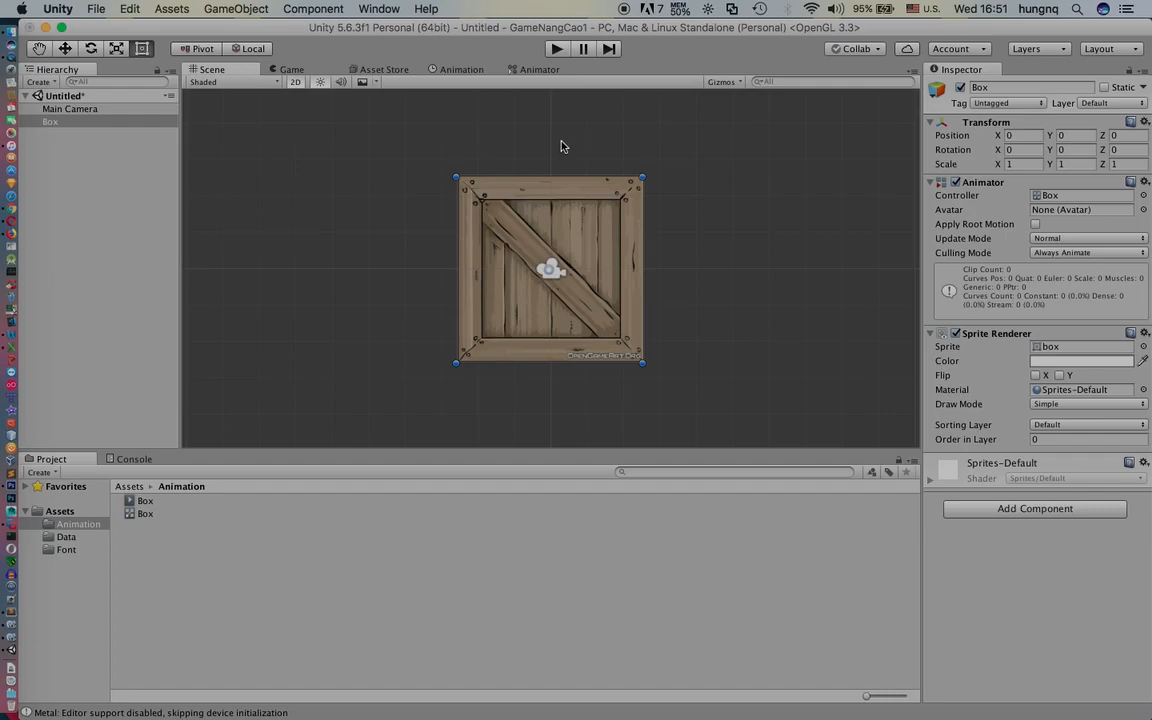 Unity File Edit Assets GameObject Component Window Help 7 MEM 50% 95% U.S. Wed 16:51 hungnq
Unity 5.6.3f1 Personal (64bit) - Untitled - GameNangCao1 - PC, Mac & Linux Standalone (Personal) <OpenGL 3.3>
Pivot Local Collab Account Layers Layout
Hierarchy Scene Game Asset Store Animation Animator Inspector
Create All Shaded 2D Gizmos All Box Static
Untitled* Tag Untagged Layer Default
Main Camera
Box
Transform
Position X 0 Y 0 Z 0
Rotation X 0 Y 0 Z 0
Scale X 1 Y 1 Z 1
Animator
Controller Box
Avatar None (Avatar)
Apply Root Motion
Update Mode Normal
Culling Mode Always Animate
Clip Count: 0
Curves Pos: 0 Quat: 0 Euler: 0 Scale: 0 Muscles: 0
Generic: 0 PPtr: 0
Curves Count: 0 Constant: 0 (0.0%) Dense: 0
(0.0%) Stream: 0 (0.0%)
Sprite Renderer
Sprite box
OpenGameArt.Org
Color
Flip X Y
Material Sprites-Default
Draw Mode Simple
Sorting Layer Default
Order in Layer 0
Sprites-Default
Shader Sprites/Default
Add Component
Project Console
Create
Favorites Assets Animation
Assets Box
Animation Box
Data
Font
Metal: Editor support disabled, skipping device initialization